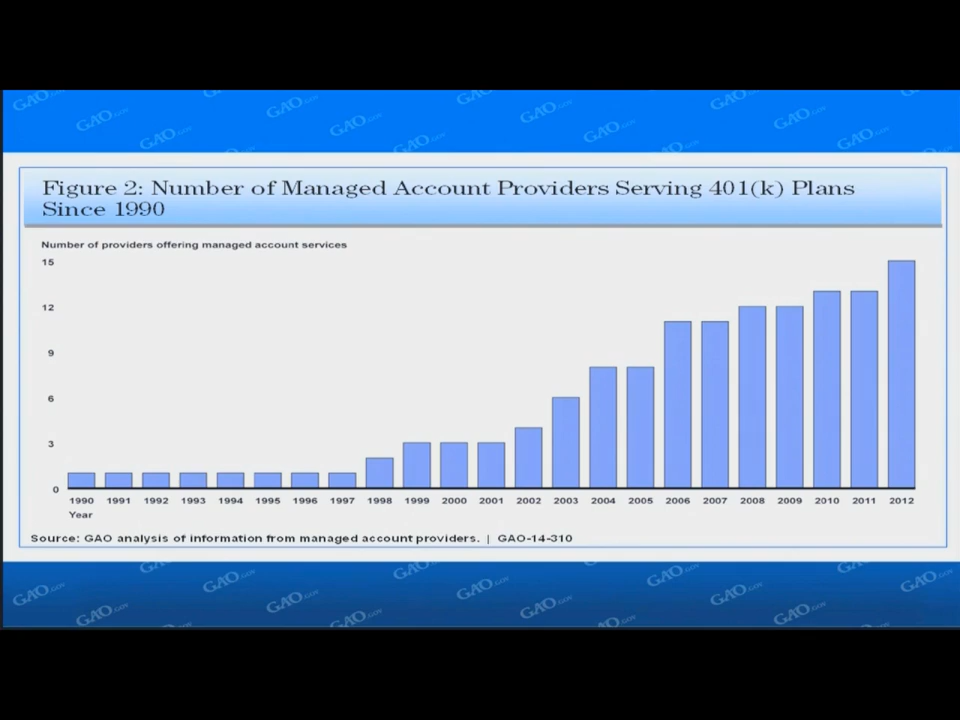 Figure 2: Number of Managed Account Providers Serving 401(k) Plans
Since 1990
Number of providers offering managed account services
15
12
9
6
3
0
1990 1991 1992 1993 1994 1995 1996 1997 1998 1999 2000 2001 2002 2003 2004 2005 2006 2007 2008 2009 2010 2011 2012
Year
Source: GAO analysis of information from managed account providers. | GAO-14-310